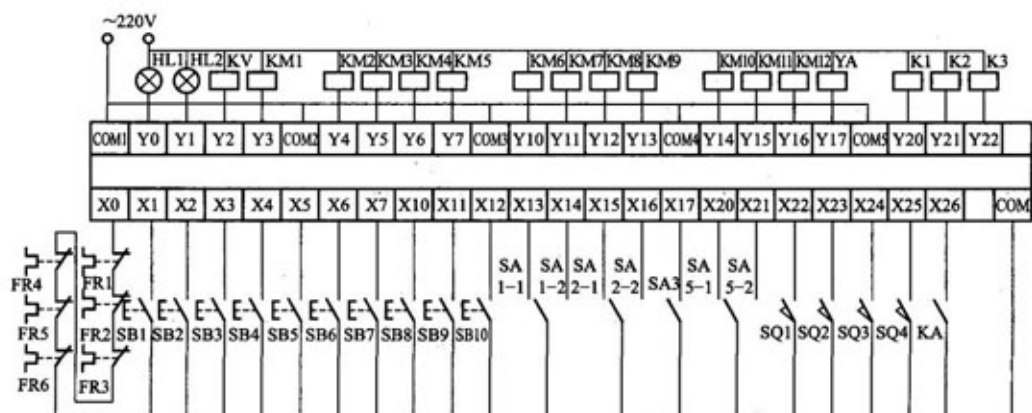 ~220V
HL1 HL2 KV KM1 KM2 KM3 KM4 KM5 KM6 KM7 KM8 KM9 KM10 KM11 KM12 YA K1 K2 K3
COM1 Y0 Y1 Y2 Y3 COM2 Y4 Y5 Y6 Y7 COM3 Y10 Y11 Y12 Y13 COM4 Y14 Y15 Y16 Y17 COM5 Y20 Y21 Y22
X0 X1 X2 X3 X4 X5 X6 X7 X10 X11 X12 X13 X14 X15 X16 X17 X20 X21 X22 X23 X24 X25 X26 COM
SA SA SA SA SA SA
FR4 FR1 1-1 1-2 2-1 2-2 SA3 5-1 5-2
FR5 FR2 SB1 SB2 SB3 SB4 SB5 SB6 SB7 SB8 SB9 SB10 SQ1 SQ2 SQ3 SQ4 KA
FR6 FR3